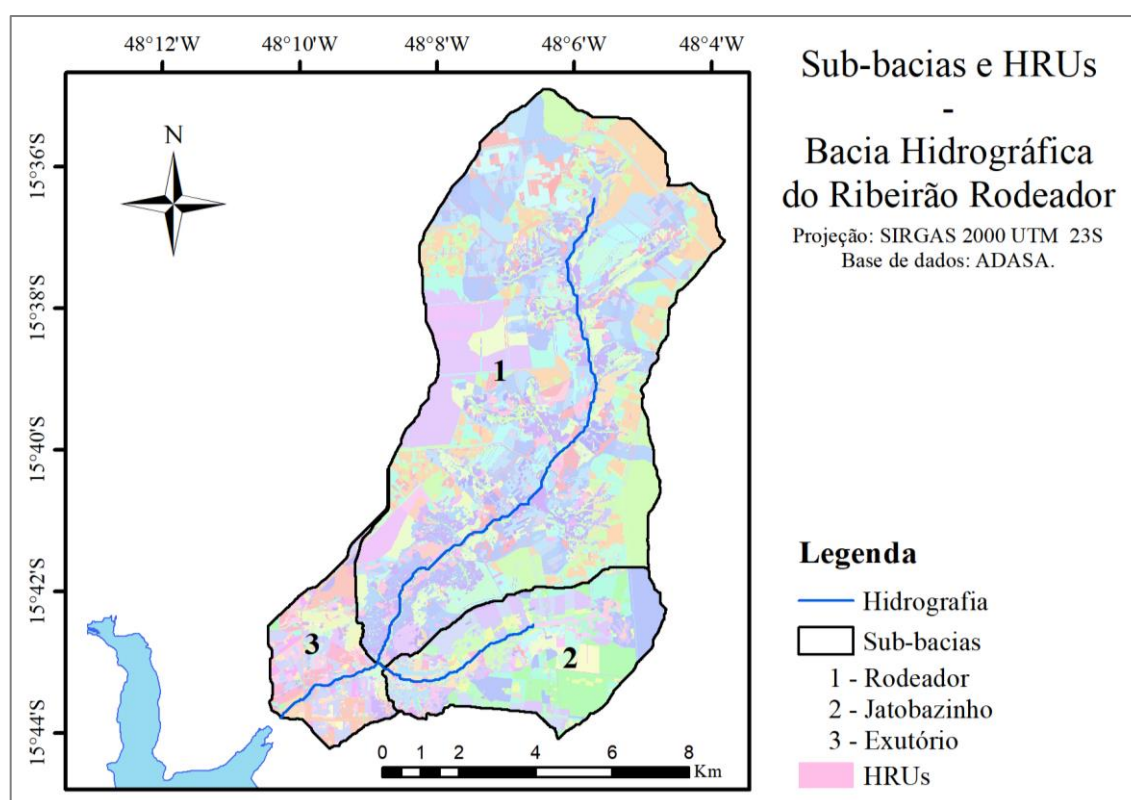 48°12'W 48°10'W 48°8'W 48°6'W 48°4'W
Sub-bacias e HRUs
-
Bacia Hidrográfica
do Ribeirão Rodeador
Projeção: SIRGAS 2000 UTM 23S
Base de dados: ADASA.
N
15°36'S
15°38'S
15°40'S
15°42'S
15°44'S
1
2
3
0 1 2 4 6 8
Km
Legenda
Hidrografia
Sub-bacias
1 - Rodeador
2 - Jatobazinho
3 - Exutório
HRUs